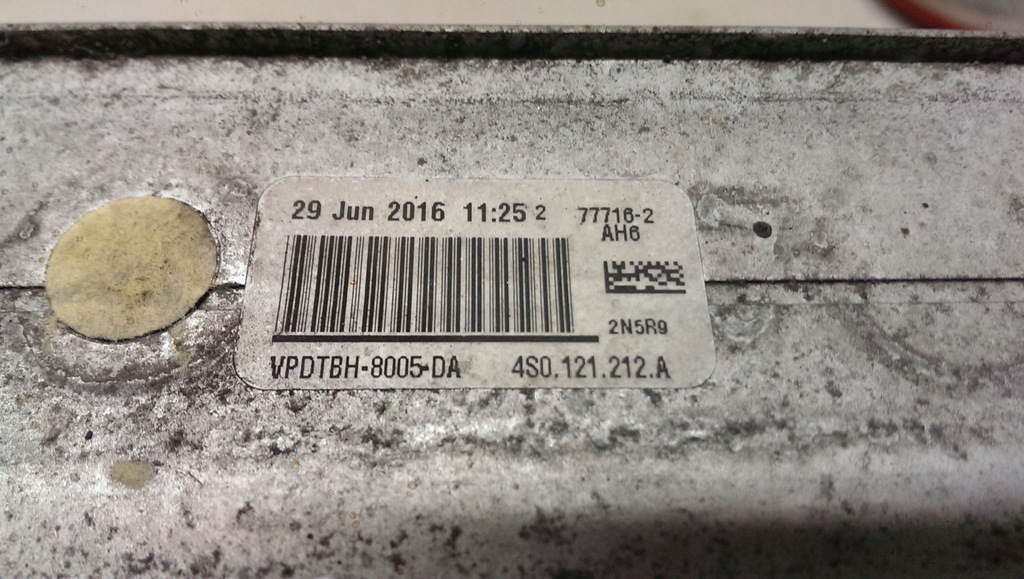 29 Jun 2016 11:25 2 77716-2
AH6
2N5R9
VPDTBH-8005-DA 4S0.121.212.A